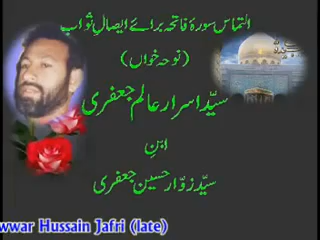 التماس سورۂ فاتحہ برائے ایصالِ ثواب
(نوحہ خواں)
سیّد اسرار عالم جعفری
ابنِ
سیّد زوّار حسین جعفری
wwar Hussain Jafri (late)